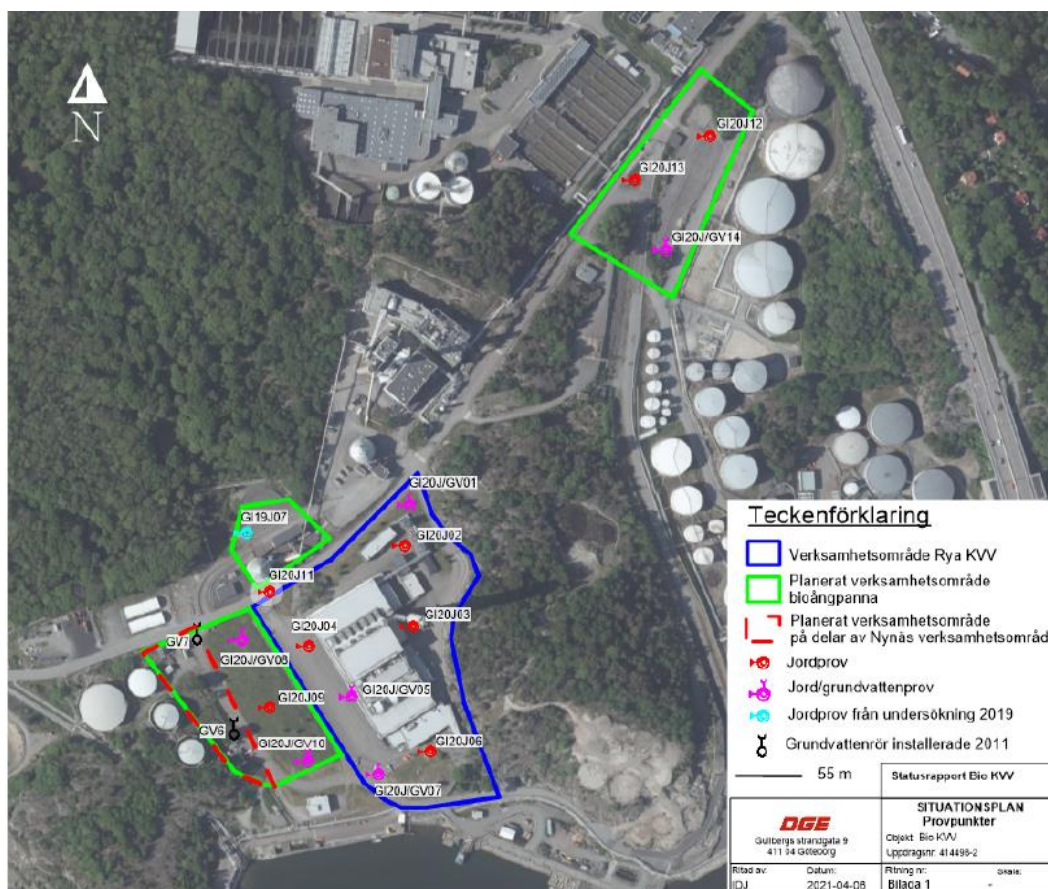 N
GI20J12
GI20J13
GI20J/GV14
GI20J/GV01
GI19J07
GI20J02
GI20J11
GI20J03
GI20J04
GV7
GI20J/GV08
GI20J/GV05
GI20J09
GV6
GI20J/GV10
GI20J06
GI20J/GV07
Teckenförklaring
Verksamhetsområde Rya KVV
Planerat verksamhetsområde
bioångpanna
Planerat verksamhetsområde
på delar av Nynäs verksamhetsområd
Jordprov
Jord/grundvattenprov
Jordprov från undersökning 2019
Grundvattenrör installerade 2011
55 m
Statusrapport Bio KVV
DGE
Gullbergs strandgata 9
411 04 Göteborg
SITUATIONSPLAN
Provpunkter
Objekt: Bio KVV
Uppdragsnr: 414496-2
Ritad av:
IDJ
Datum:
2021-04-06
Ritning nr:
Bilaga 1
Skala:
-